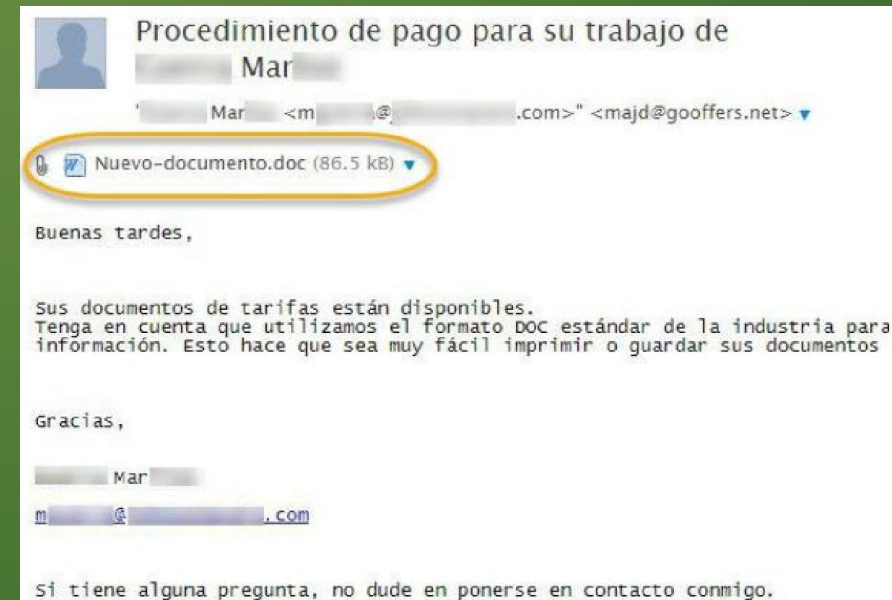 Procedimiento de pago para su trabajo de
Mar
" Mar <m @ .com>" <majd@gooffers.net>
Nuevo-documento.doc (86.5 kB)
Buenas tardes,
Sus documentos de tarifas están disponibles.
Tenga en cuenta que utilizamos el formato DOC estándar de la industria para
información. Esto hace que sea muy fácil imprimir o guardar sus documentos
Gracias,
Mar
m @ .com
Si tiene alguna pregunta, no dude en ponerse en contacto conmigo.